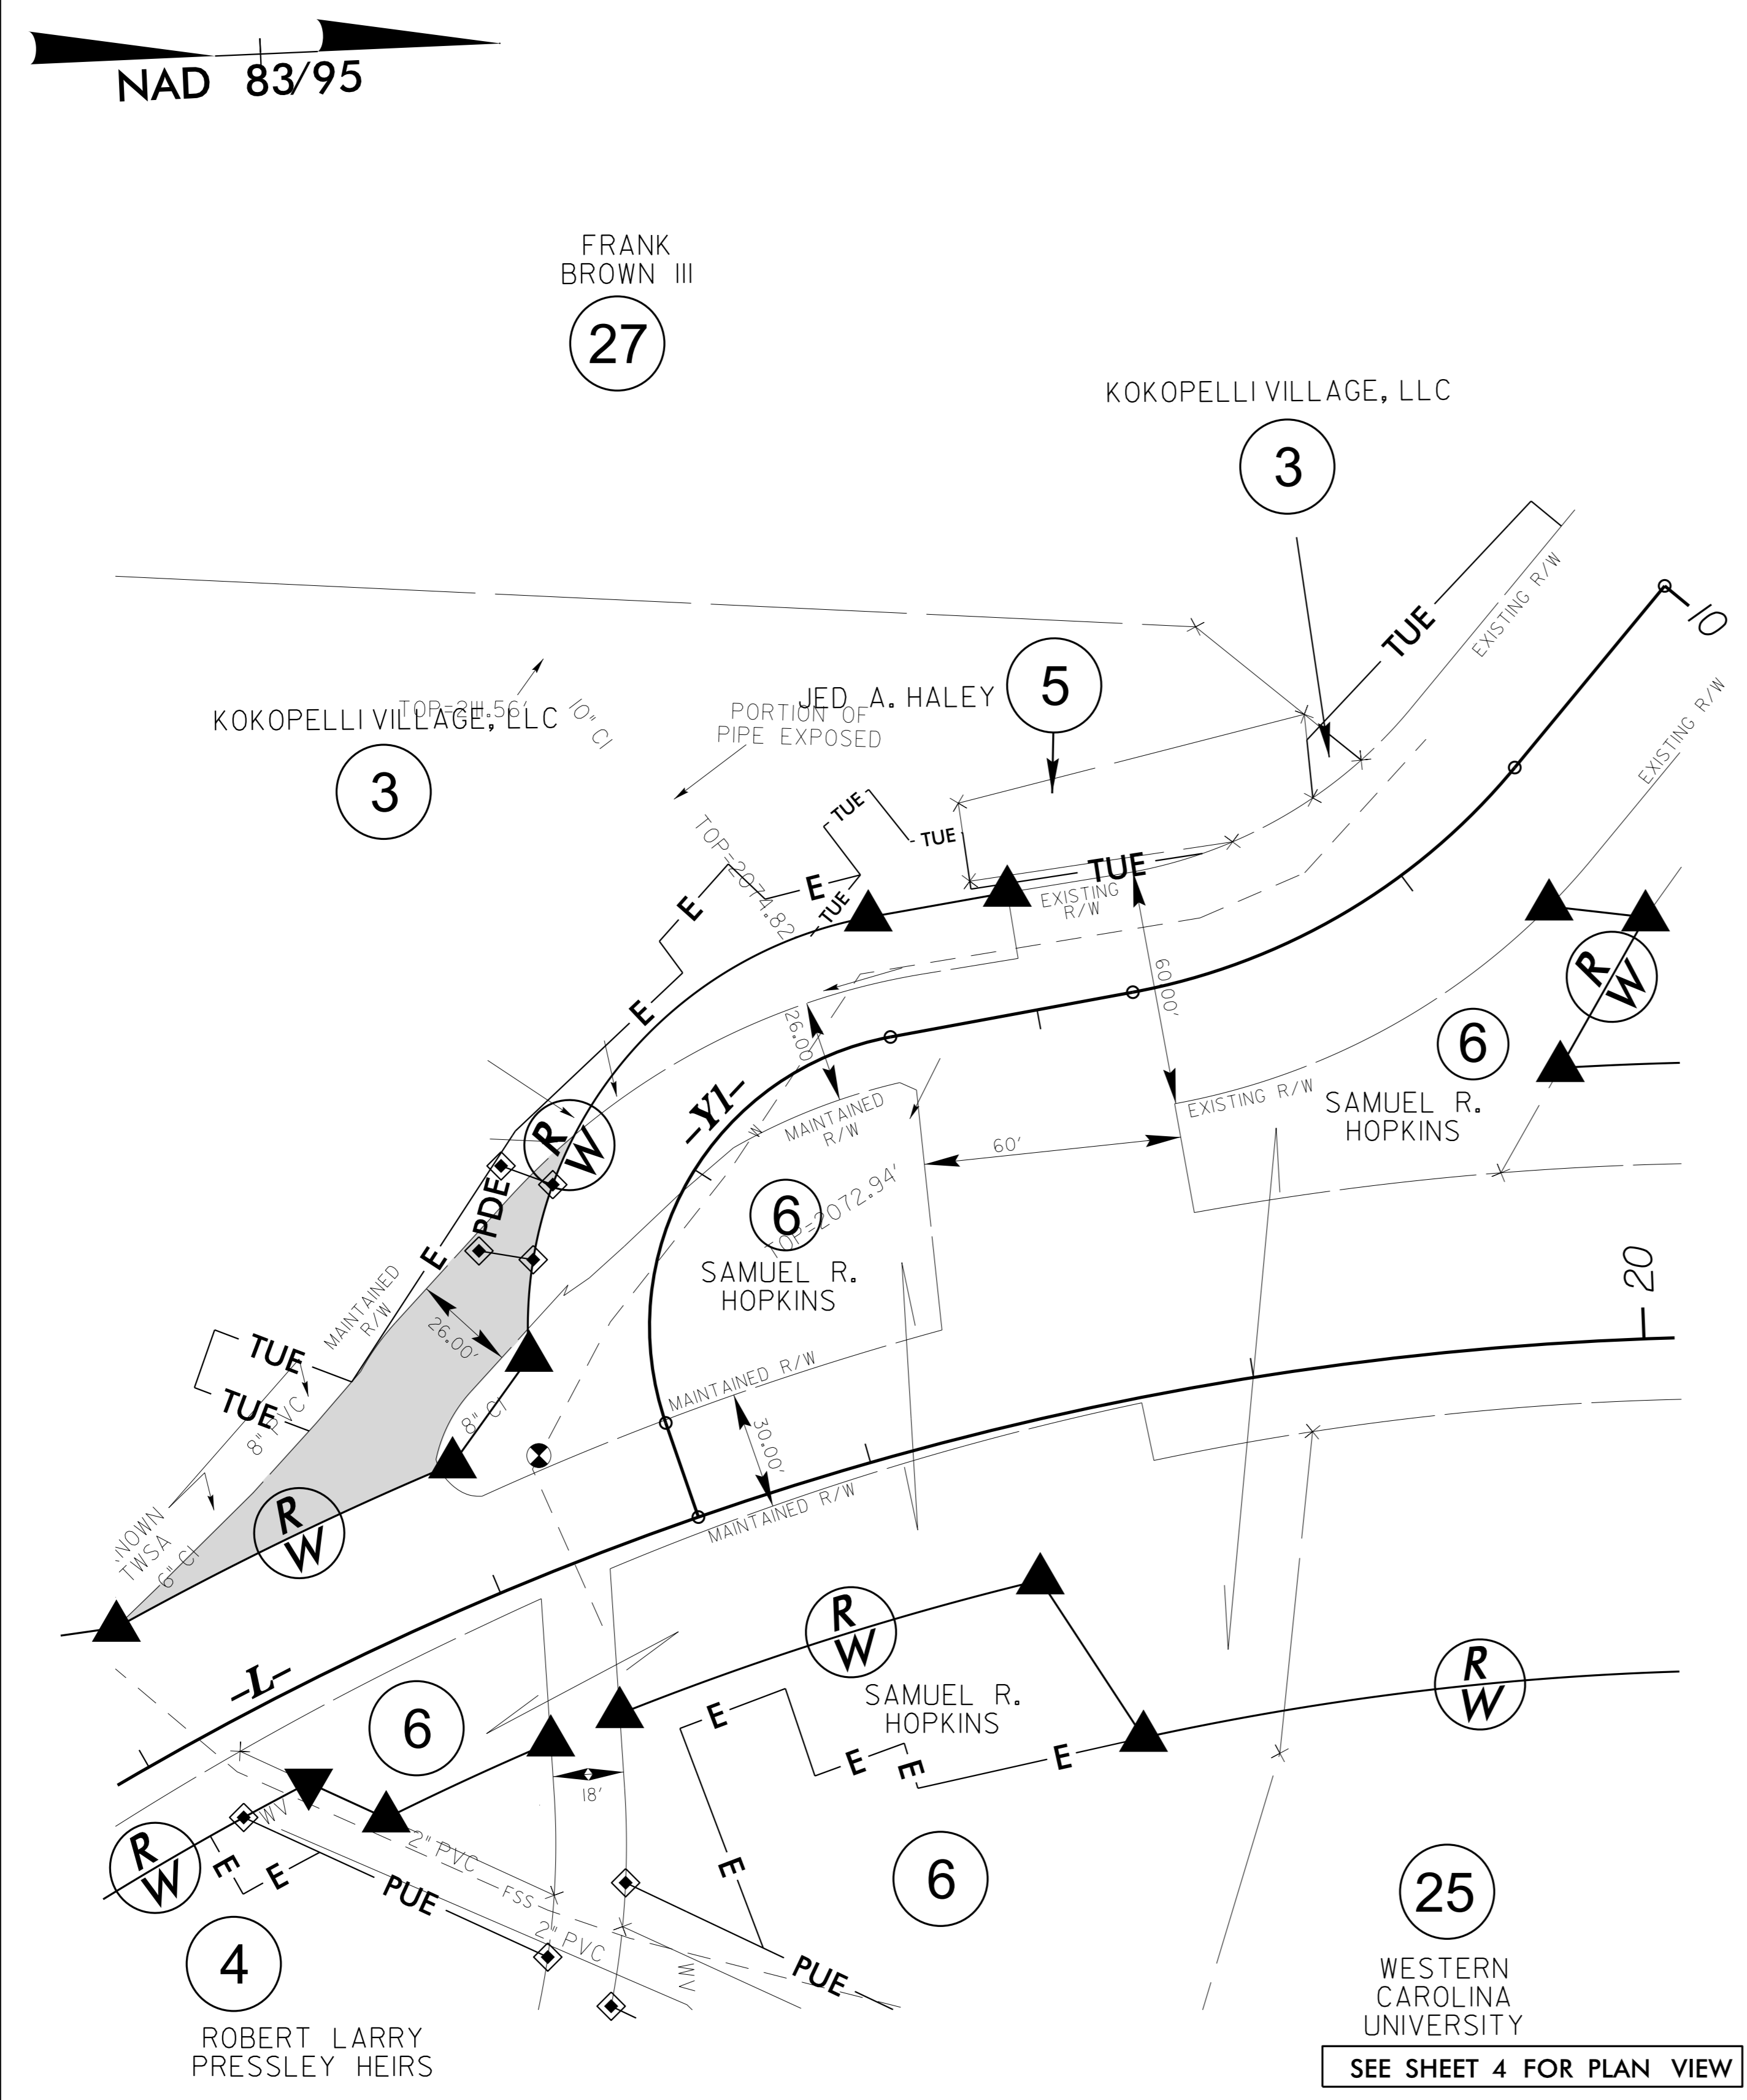 NAD 83/95
FRANK
BROWN III
27
KOKOPELLI VILLAGE, LLC
3
TUE
EXISTING R/W
10
EXISTING R/W
JED A. HALEY
5
KOKOPELLI VILLAGE, LLC
TOP=2111.56'
10" CI
PORTION OF
PIPE EXPOSED
3
TUE
TUE
TOP=2074.82
TUE
E
E
TUE
EXISTING
R/W
60.00'
R
W
E
26.00
-Y1-
6
MAINTAINED
R/W
EXISTING R/W
SAMUEL R.
HOPKINS
R
W
W
60'
PDE
6
TOP=2072.94'
E
SAMUEL R.
HOPKINS
20
MAINTAINED
R/W
26.00'
TUE
TUE
8" PVC
8" CI
MAINTAINED R/W
30.00'
MAINTAINED R/W
R
W
NOWN
TWSA
6" CI
R
W
-L-
SAMUEL R.
HOPKINS
R
W
6
E
E
E
E
18'
WV
2" PVC
R
W
E
E
PUE
FSS
2" PVC
E
6
25
PUE
WV
4
WESTERN
CAROLINA
UNIVERSITY
ROBERT LARRY
PRESSLEY HEIRS
SEE SHEET 4 FOR PLAN VIEW